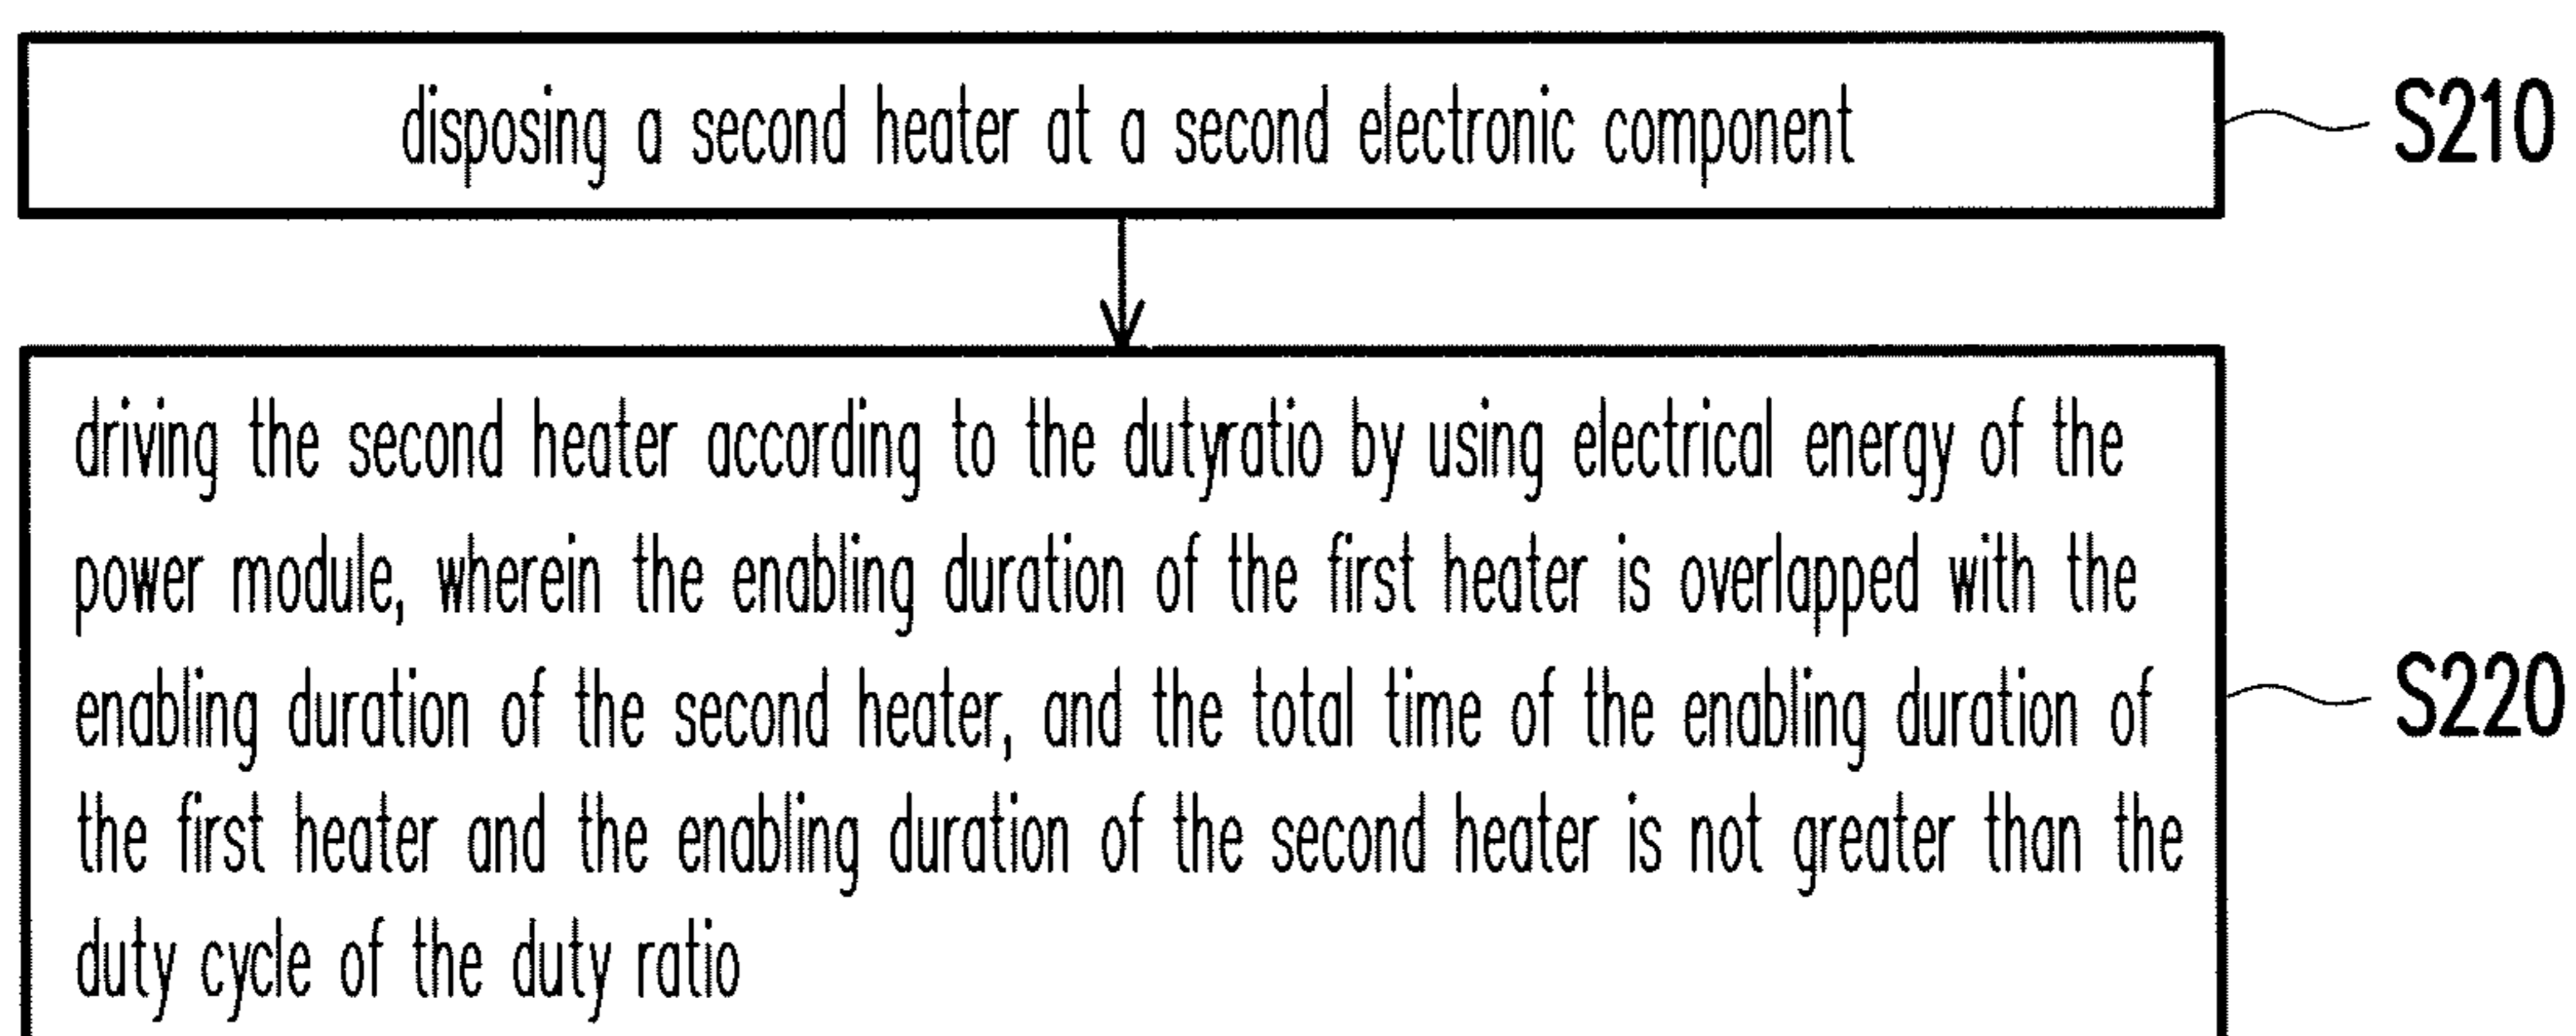 disposing a second heater at a second electronic component
S210
driving the second heater according to the dutyratio by using electrical energy of the
power module, wherein the enabling duration of the first heater is overlapped with the
enabling duration of the second heater, and the total time of the enabling duration of
the first heater and the enabling duration of the second heater is not greater than the
duty cycle of the duty ratio
S220